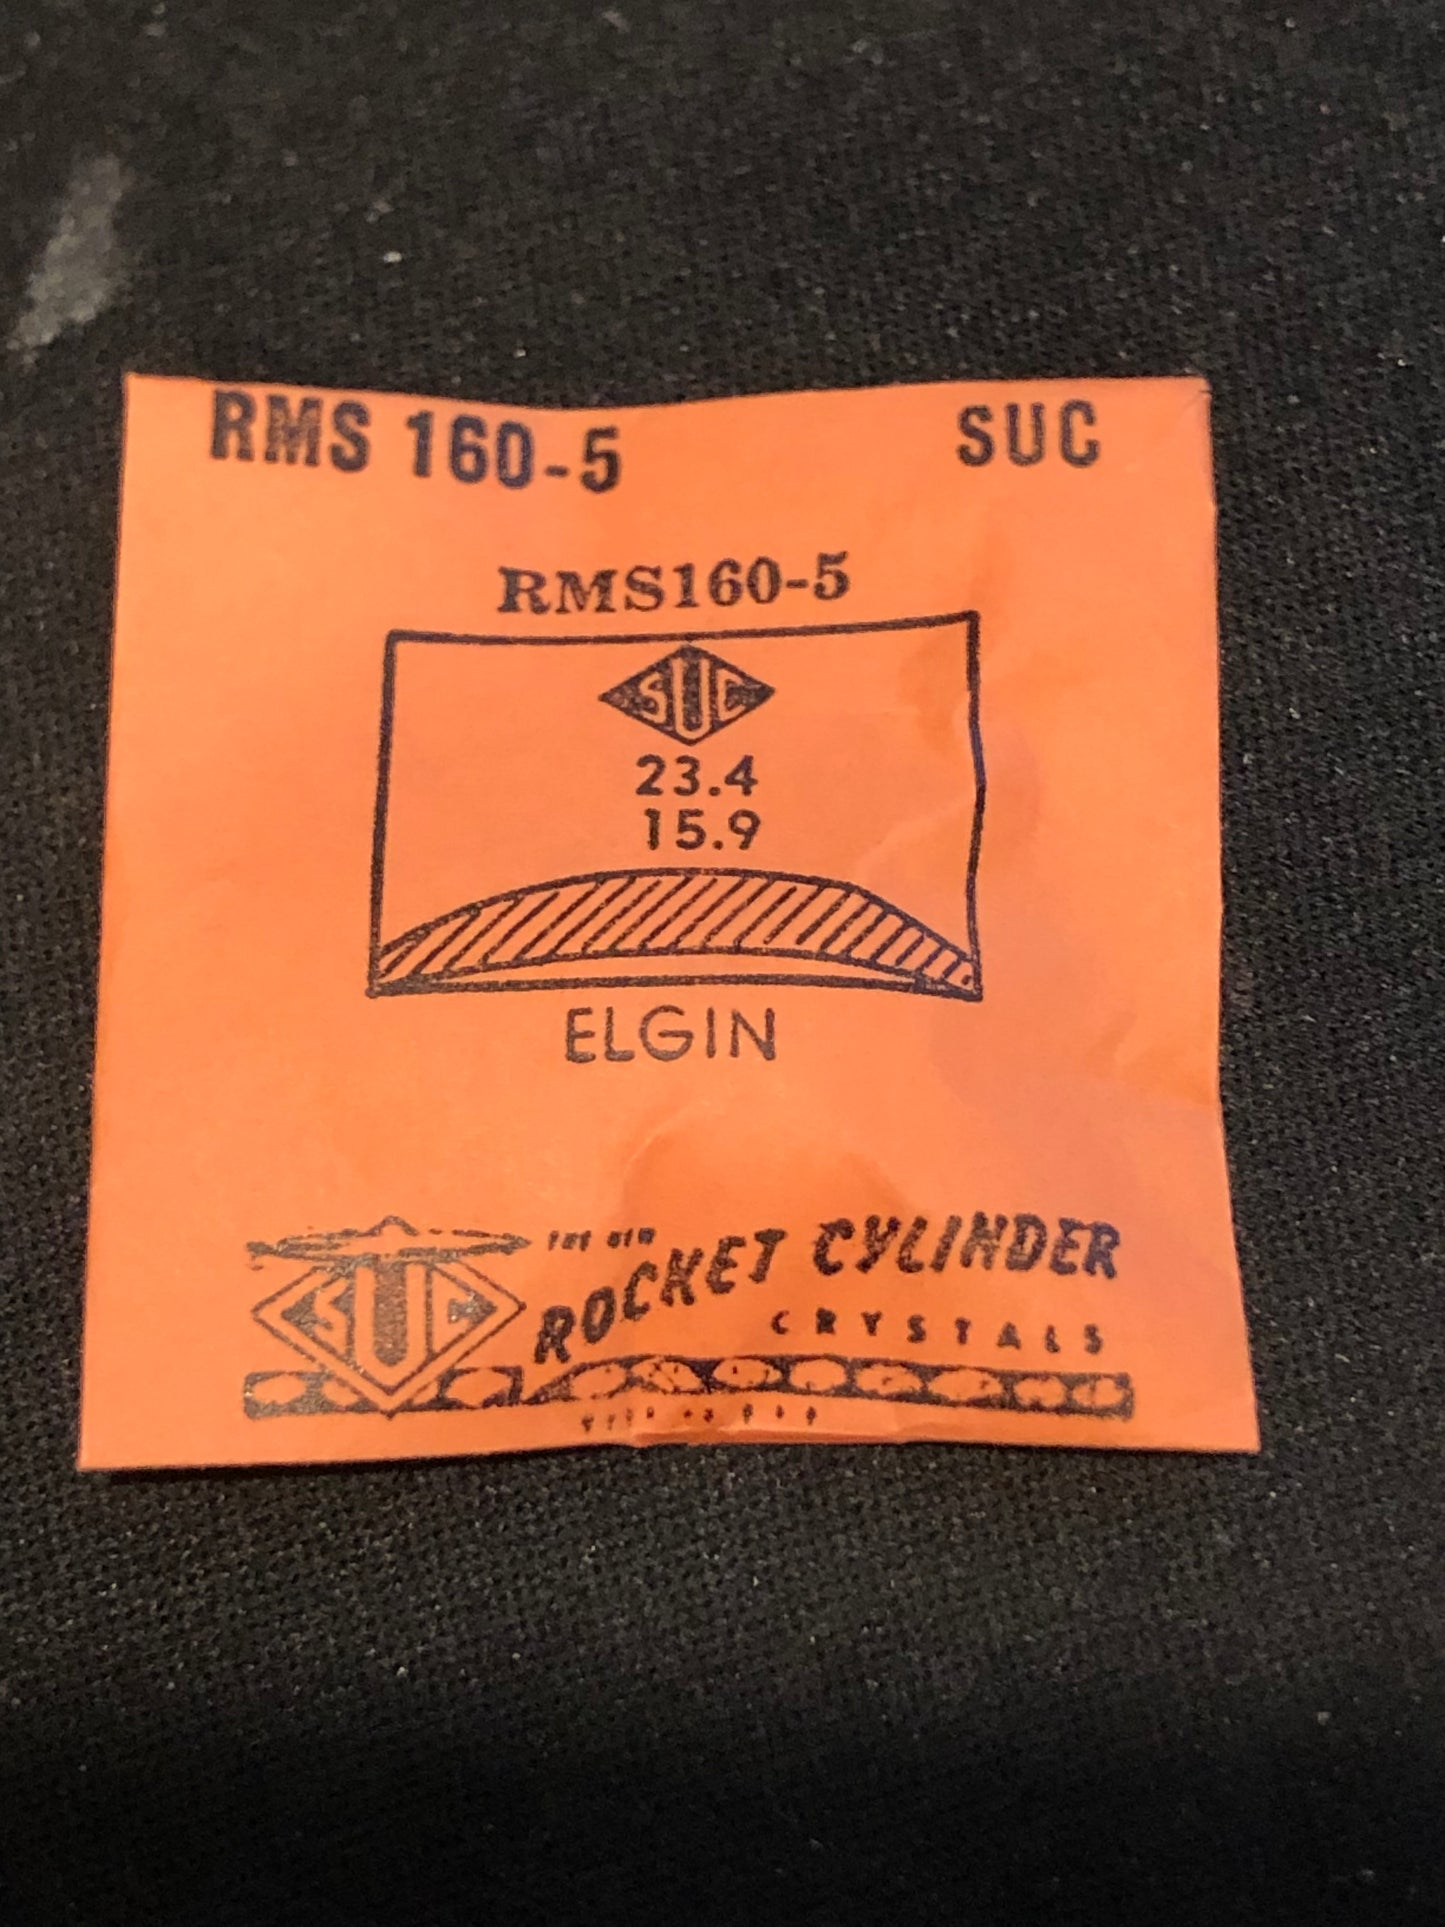 RMS 160-5 SUC
RMS160-5
SUC
23.4
15.9
ELGIN
SUC
ROCKET CYLINDER
CRYSTALS